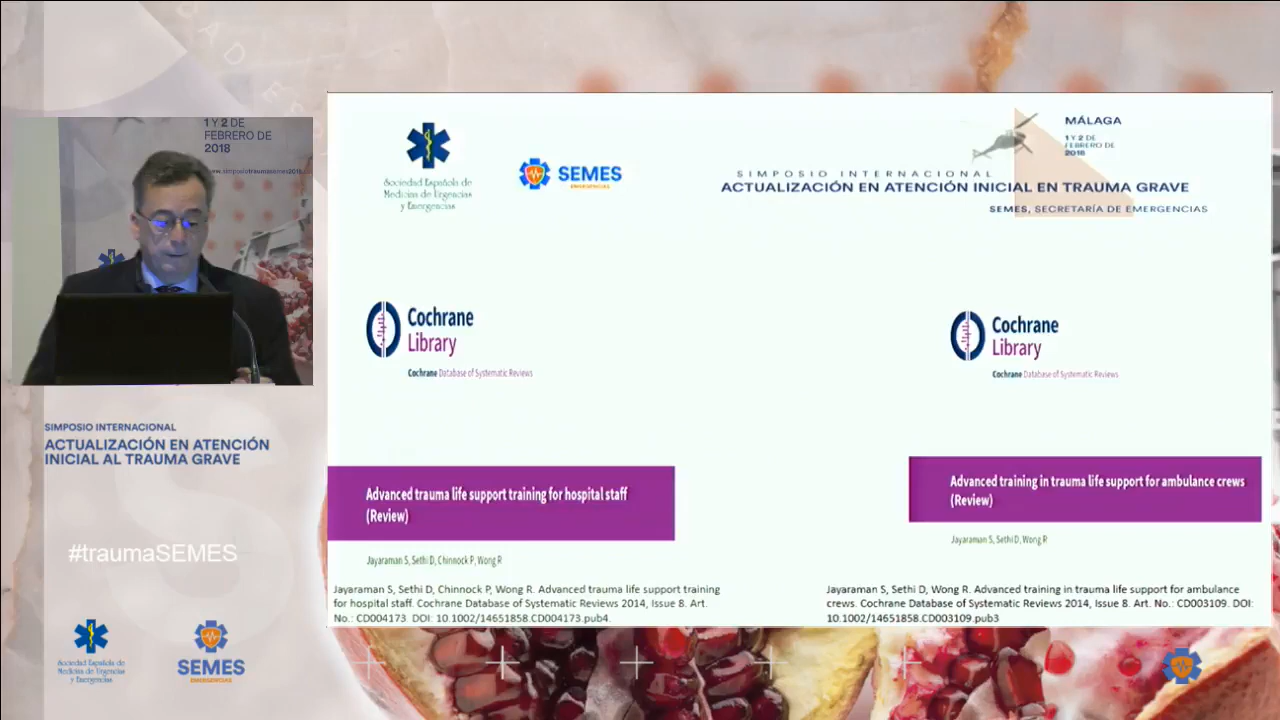 1 Y 2 DE
FEBRERO DE
2018
www.simposiotraumasemes2018
SIMPOSIO INTERNACIONAL
ACTUALIZACIÓN EN ATENCIÓN
INICIAL AL TRAUMA GRAVE
#traumaSEMES
Sociedad Española
de Medicina de Urgencias
y Emergencias
SEMES
EMERGENCIAS
Sociedad Española de
Medicina de Urgencias
y Emergencias
SEMES
EMERGENCIAS
MÁLAGA
1 Y 2 DE
FEBRERO DE
2018
SIMPOSIO INTERNACIONAL
ACTUALIZACIÓN EN ATENCIÓN INICIAL EN TRAUMA GRAVE
SEMES, SECRETARÍA DE EMERGENCIAS
Cochrane
Library
Cochrane Database of Systematic Reviews
Advanced trauma life support training for hospital staff
(Review)
Jayaraman S, Sethi D, Chinnock P, Wong R
Jayaraman S, Sethi D, Chinnock P, Wong R. Advanced trauma life support training
for hospital staff. Cochrane Database of Systematic Reviews 2014, Issue 8. Art.
No.: CD004173. DOI: 10.1002/14651858.CD004173.pub4.
Cochrane
Library
Cochrane Database of Systematic Reviews
Advanced training in trauma life support for ambulance crews
(Review)
Jayaraman S, Sethi D, Wong R
Jayaraman S, Sethi D, Wong R. Advanced training in trauma life support for ambulance
crews. Cochrane Database of Systematic Reviews 2014, Issue 8. Art. No.: CD003109. DOI:
10.1002/14651858.CD003109.pub3